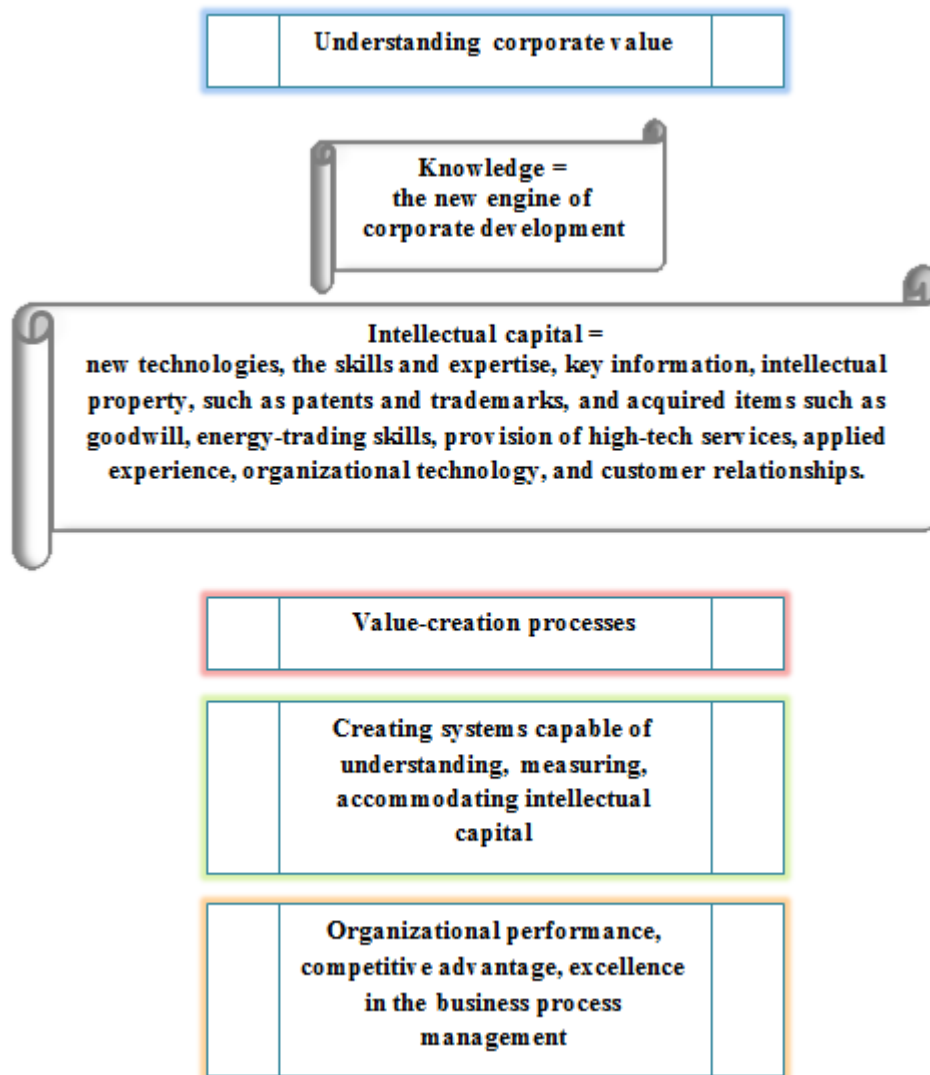 Understanding corporate value
Knowledge =
the new engine of
corporate development
Intellectual capital =
new technologies, the skills and expertise, key information, intellectual
property, such as patents and trademarks, and acquired items such as
goodwill, energy-trading skills, provision of high-tech services, applied
experience, organizational technology, and customer relationships.
Value-creation processes
Creating systems capable of
understanding, measuring,
accommodating intellectual
capital
Organizational performance,
competitive advantage, excellence
in the business process
management